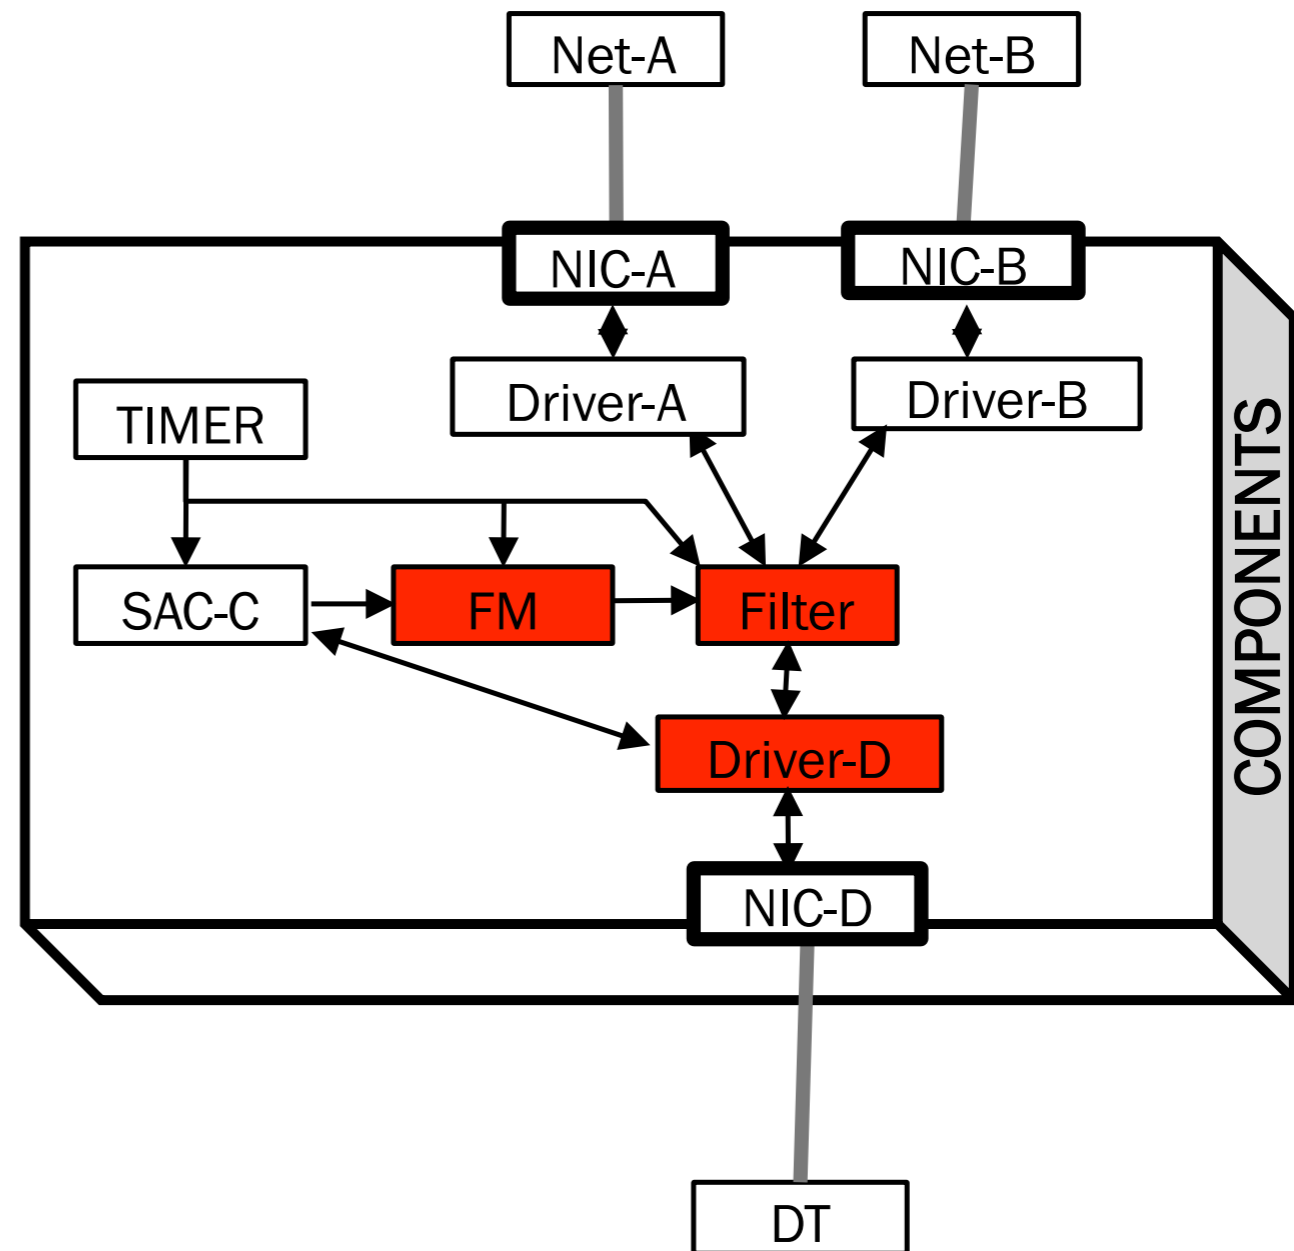 Net-A
Net-B
NIC-A
NIC-B
Driver-A
Driver-B
TIMER
SAC-C
FM
Filter
Driver-D
NIC-D
DT
COMPONENTS